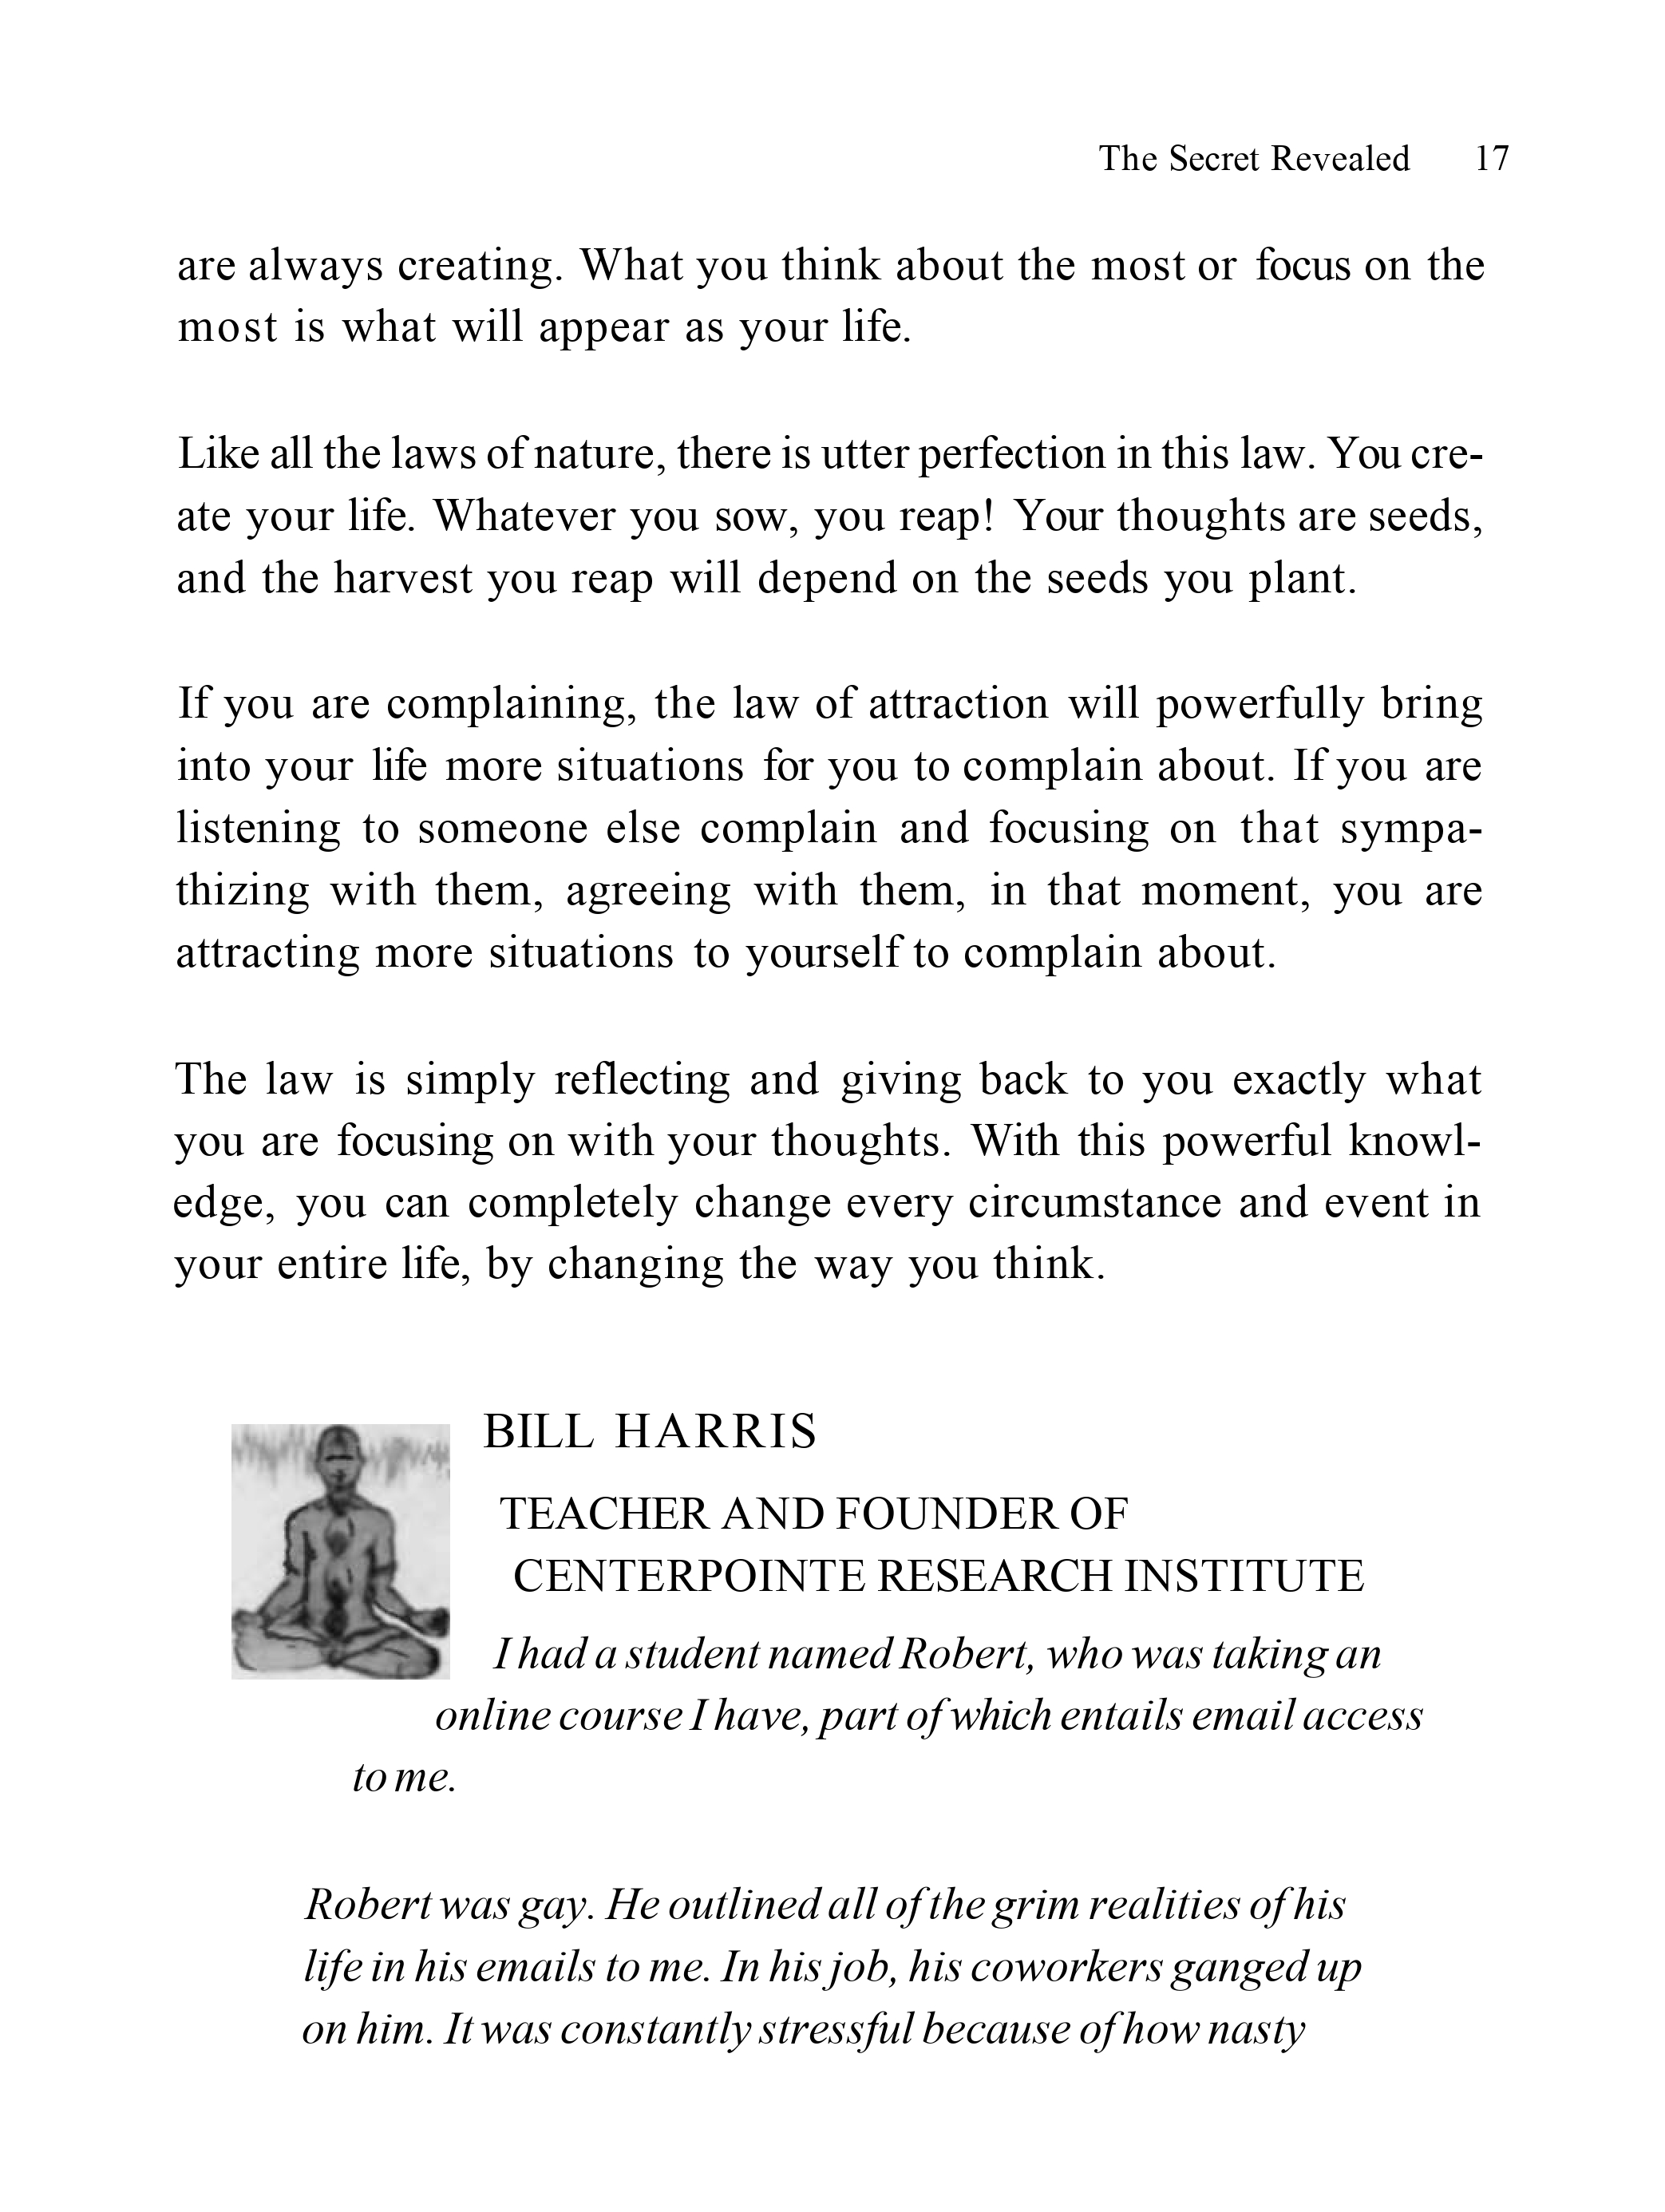 The Secret Revealed 17
are always creating. What you think about the most or focus on the
most is what will appear as your life.
Like all the laws of nature, there is utter perfection in this law. You cre-
ate your life. Whatever you sow, you reap! Your thoughts are seeds,
and the harvest you reap will depend on the seeds you plant.
If you are complaining, the law of attraction will powerfully bring
into your life more situations for you to complain about. If you are
listening to someone else complain and focusing on that sympa-
thizing with them, agreeing with them, in that moment, you are
attracting more situations to yourself to complain about.
The law is simply reflecting and giving back to you exactly what
you are focusing on with your thoughts. With this powerful knowl-
edge, you can completely change every circumstance and event in
your entire life, by changing the way you think.
BILL HARRIS
TEACHER AND FOUNDER OF
CENTERPOINTE RESEARCH INSTITUTE
I had a student named Robert, who was taking an
online course I have, part of which entails email access
to me.
Robert was gay. He outlined all of the grim realities of his
life in his emails to me. In his job, his coworkers ganged up
on him. It was constantly stressful because of how nasty